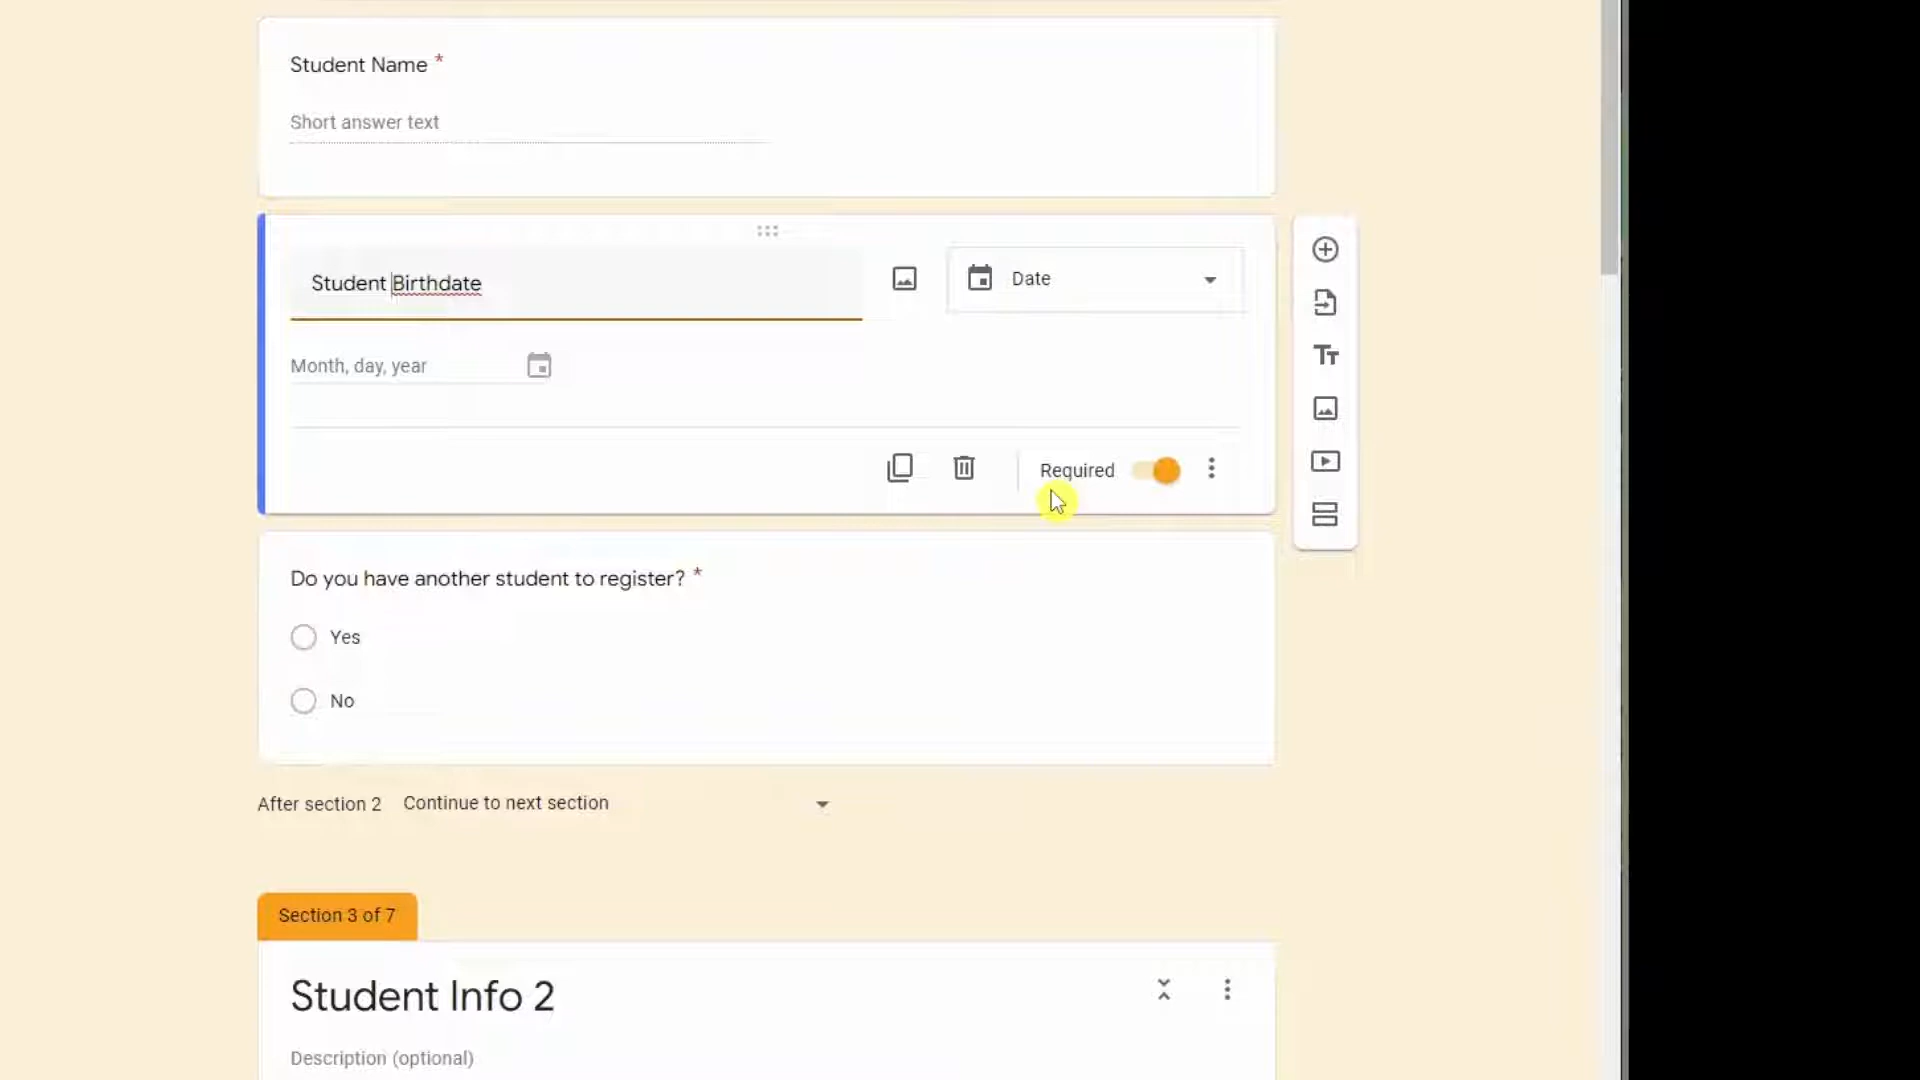 Student Name *
Short answer text
Student Birthdate
Date
Month, day, year
Required
Do you have another student to register? *
Yes
No
After section 2 Continue to next section
Section 3 of 7
Student Info 2
Description (optional)